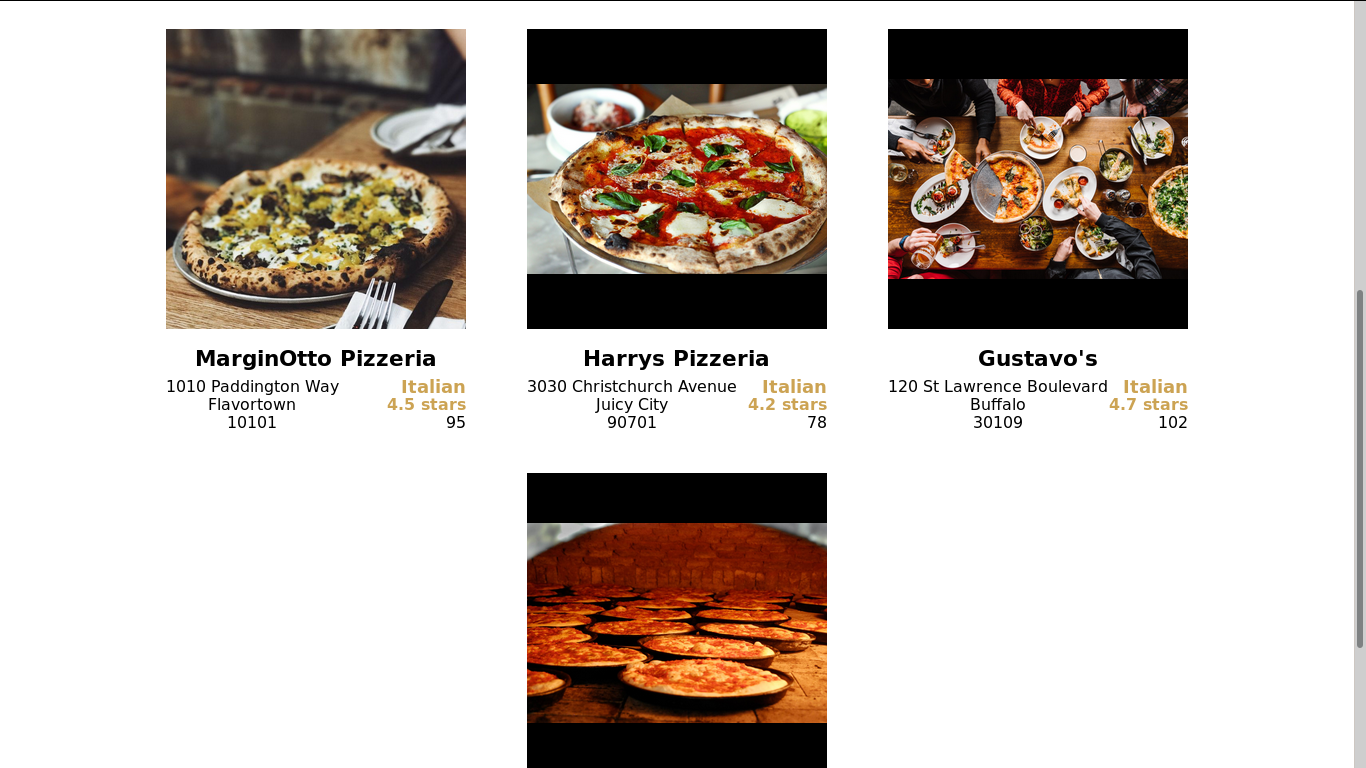 MarginOtto Pizzeria
1010 Paddington Way
Flavortown
10101
Italian
4.5 stars
95
Harrys Pizzeria
3030 Christchurch Avenue
Juicy City
90701
Italian
4.2 stars
78
Gustavo's
120 St Lawrence Boulevard
Buffalo
30109
Italian
4.7 stars
102